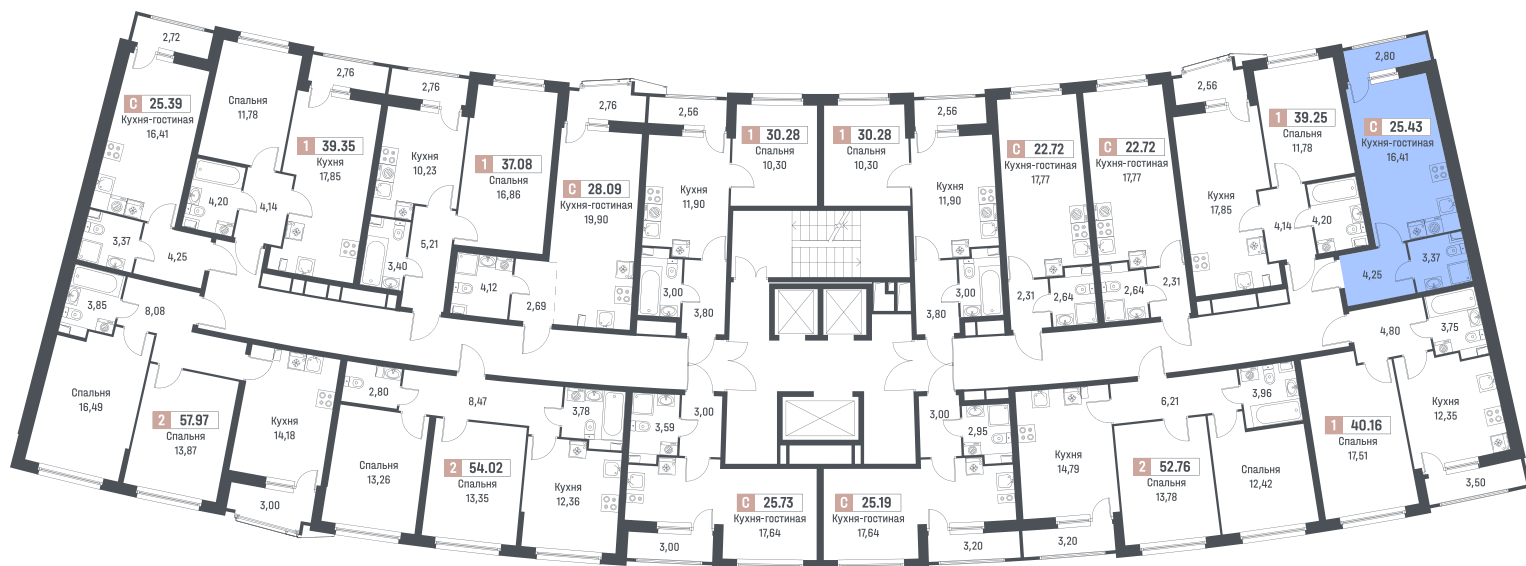 2,72
С 25.39
Кухня-гостиная
16,41
3,37
4,25
Спальня
11,78
4,20
4,14
2,76
1 39.35
Кухня
17,85
2,76
Кухня
10,23
5,21
3,40
1 37.08
Спальня
16,86
4,12
2,69
2,76
С 28.09
Кухня-гостиная
19,90
2,56
11,90
3,00
3,80
1 30.28
Спальня
10,30
1 30.28
Спальня
10,30
2,56
11,90
3,00
3,80
С 22.72
Кухня-гостиная
17,77
2,31
2,64
С 22.72
Кухня-гостиная
17,77
2,64
2,31
2,56
17,85
4,14
1 39.25
Спальня
11,78
4,20
2,80
С 25.43
Кухня-гостиная
16,41
4,25
3,37
3,85
8,08
Спальня
16,49
2 57.97
Спальня
13,87
Кухня
14,18
3,00
2,80
8,47
Спальня
13,26
2 54.02
Спальня
13,35
3,78
Кухня
12,36
3,59
3,00
С 25.73
Кухня-гостиная
17,64
3,00
3,00
2,95
С 25.19
Кухня-гостиная
17,64
3,20
Кухня
14,79
3,20
6,21
3,96
2 52.76
Спальня
13,78
Спальня
12,42
4,80
3,75
1 40.16
17,51
Кухня
12,35
3,50